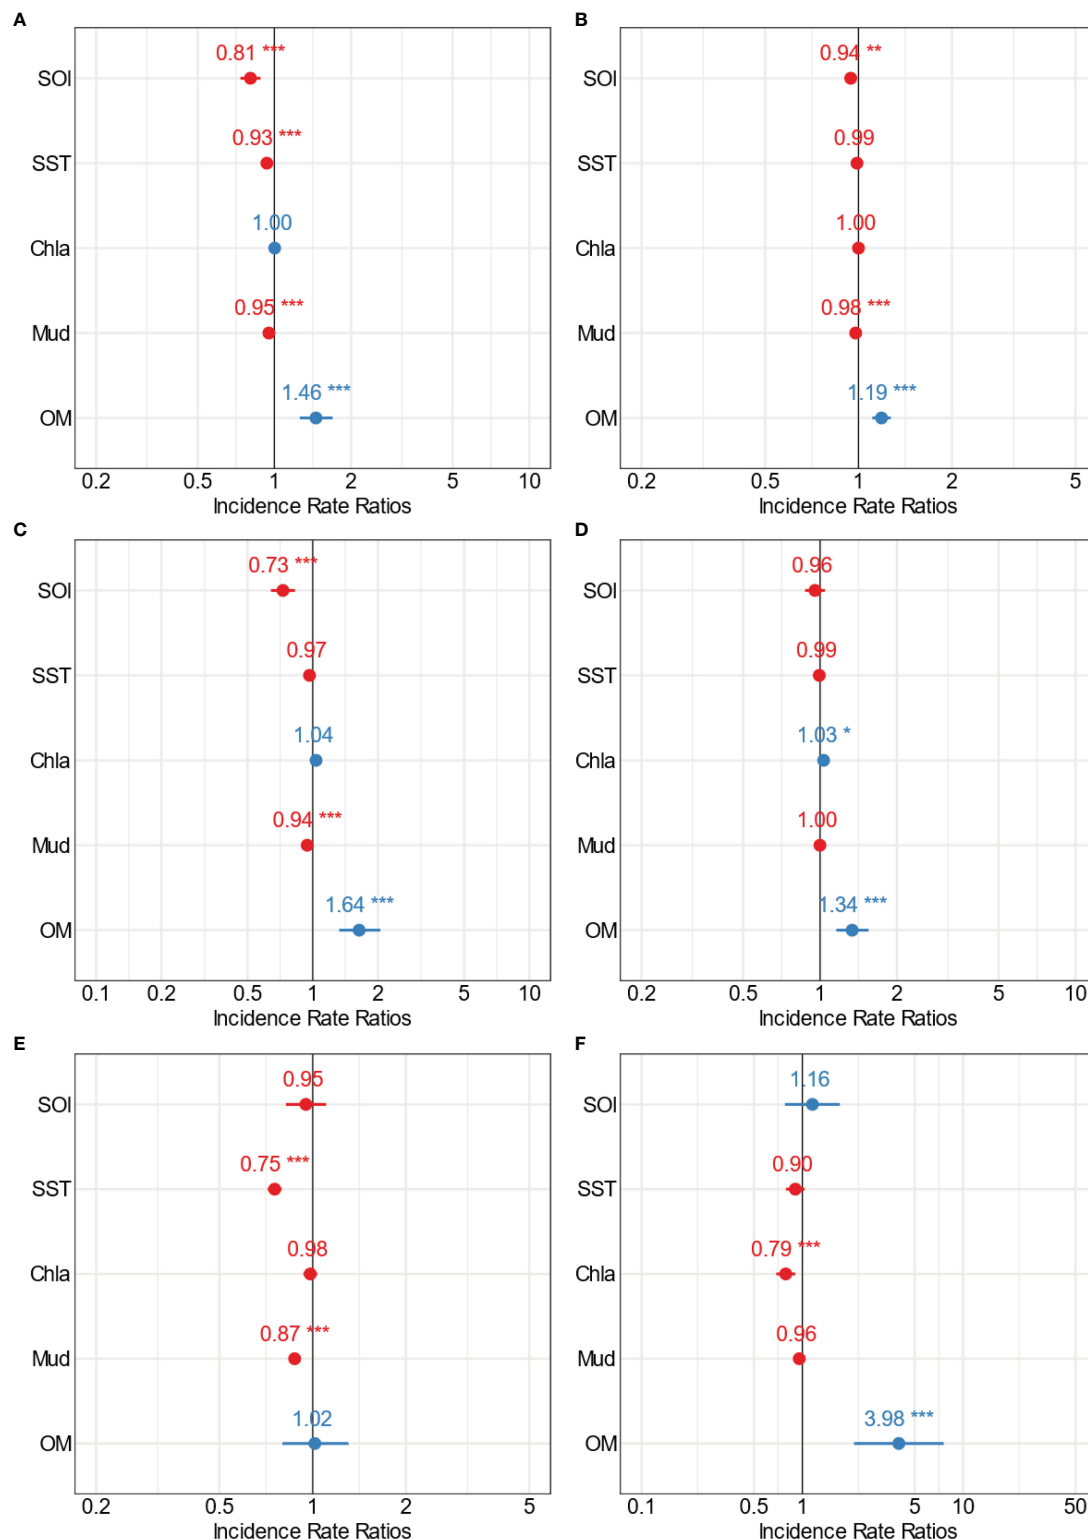 A
SOI 0.81 ***
SST 0.93 ***
Chla 1.00
Mud 0.95 ***
OM 1.46 ***
0.2 0.5 1 2 5 10
Incidence Rate Ratios
B
SOI 0.94 **
SST 0.99
Chla 1.00
Mud 0.98 ***
OM 1.19 ***
0.2 0.5 1 2 5
Incidence Rate Ratios
C
SOI 0.73 ***
SST 0.97
Chla 1.04
Mud 0.94 ***
OM 1.64 ***
0.1 0.2 0.5 1 2 5 10
Incidence Rate Ratios
D
SOI 0.96
SST 0.99
Chla 1.03 *
Mud 1.00
OM 1.34 ***
0.2 0.5 1 2 5 10
Incidence Rate Ratios
E
SOI 0.95
SST 0.75 ***
Chla 0.98
Mud 0.87 ***
OM 1.02
0.2 0.5 1 2 5
Incidence Rate Ratios
F
SOI 1.16
SST 0.90
Chla 0.79 ***
Mud 0.96
OM 3.98 ***
0.1 0.5 1 5 10 50
Incidence Rate Ratios